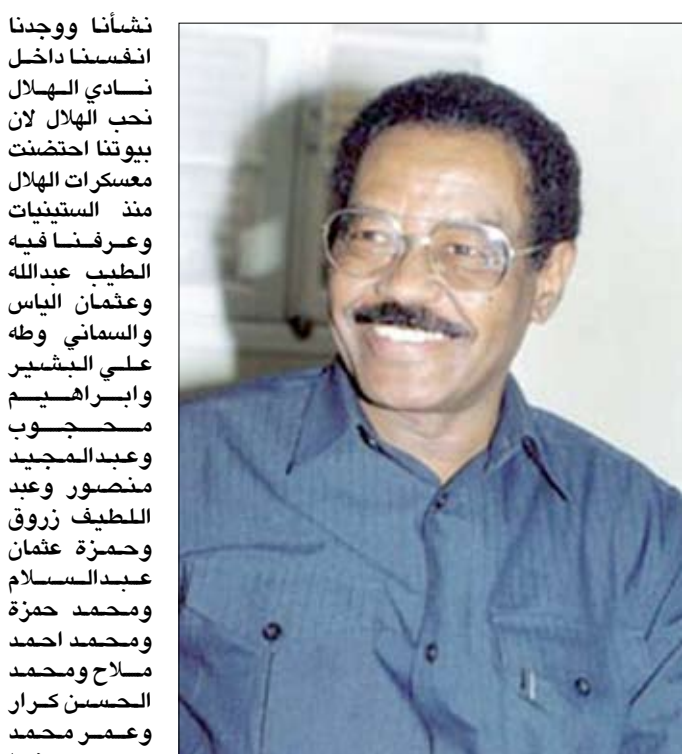 نشأنا ووجدنا
انفسنا داخل
نادي الهلال
نحب الهلال لان
بيوتنا احتضنت
معسكرات الهلال
منذ الستينيات
وعرفنا فيه
الطيب عبدالله
وعثمان الياس
والسماني وطه
علي البشير
وابراهيم
محجوب
وعبدالمجيد
منصور وعبد
اللطيف زروق
وحمزة عثمان
عبدالسلام
ومحمد حمزة
ومحمد احمد
ملاح ومحمد
الحسن كرار
وعمر محمد